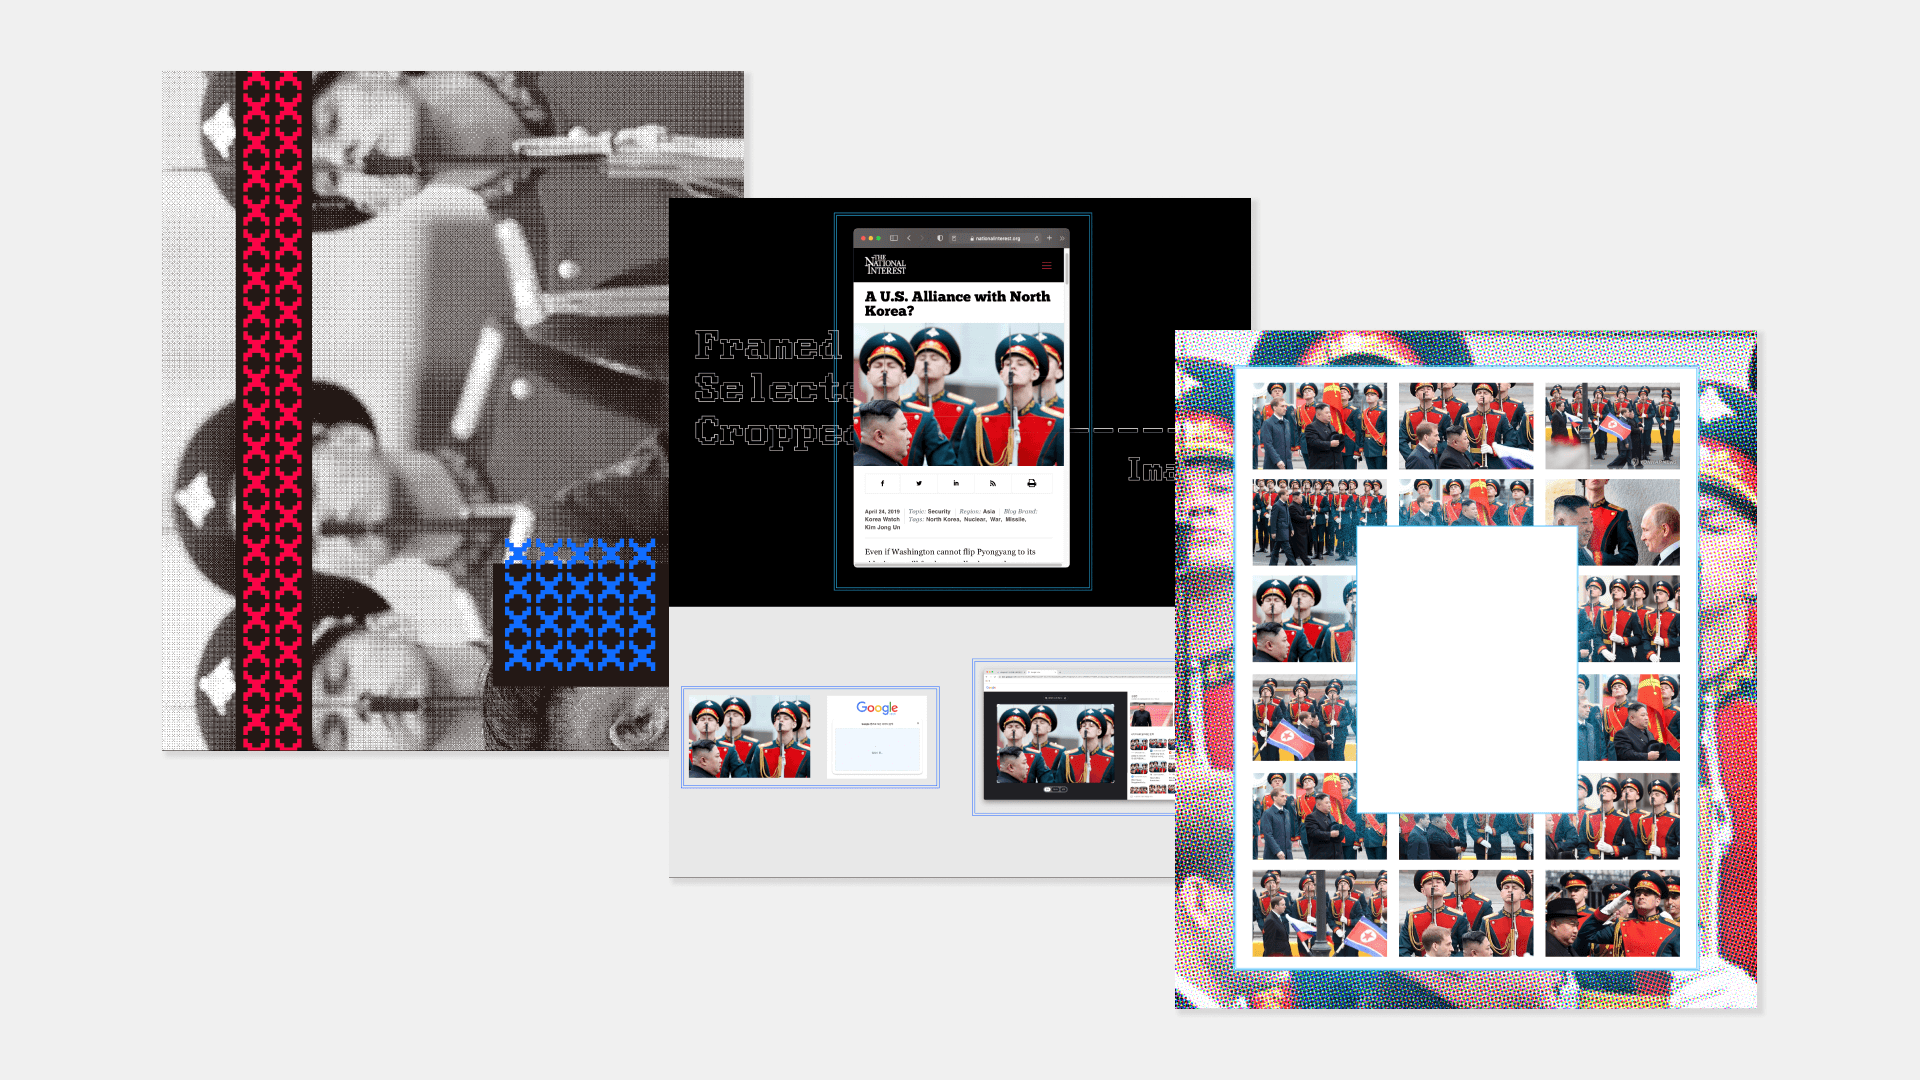 Framed
Selecte
Cropped
Ima
nationalinterest.org
THE
NATIONAL
INTEREST
A U.S. Alliance with North
Korea?
April 24, 2019 Topic: Security Region: Asia Blog Brand:
Korea Watch Tags: North Korea, Nuclear, War, Missile,
Kim Jong Un
Even if Washington cannot flip Pyongyang to its
Google